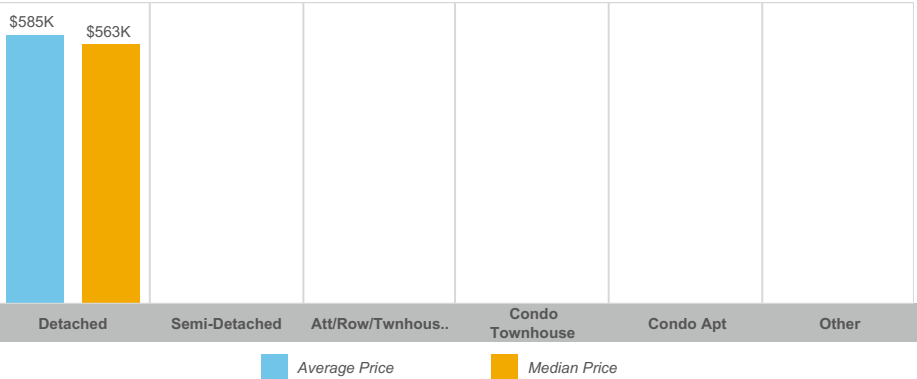 $585K
$563K
Detached
Semi-Detached
Att/Row/Twnhous..
Condo
Townhouse
Condo Apt
Other
Average Price
Median Price